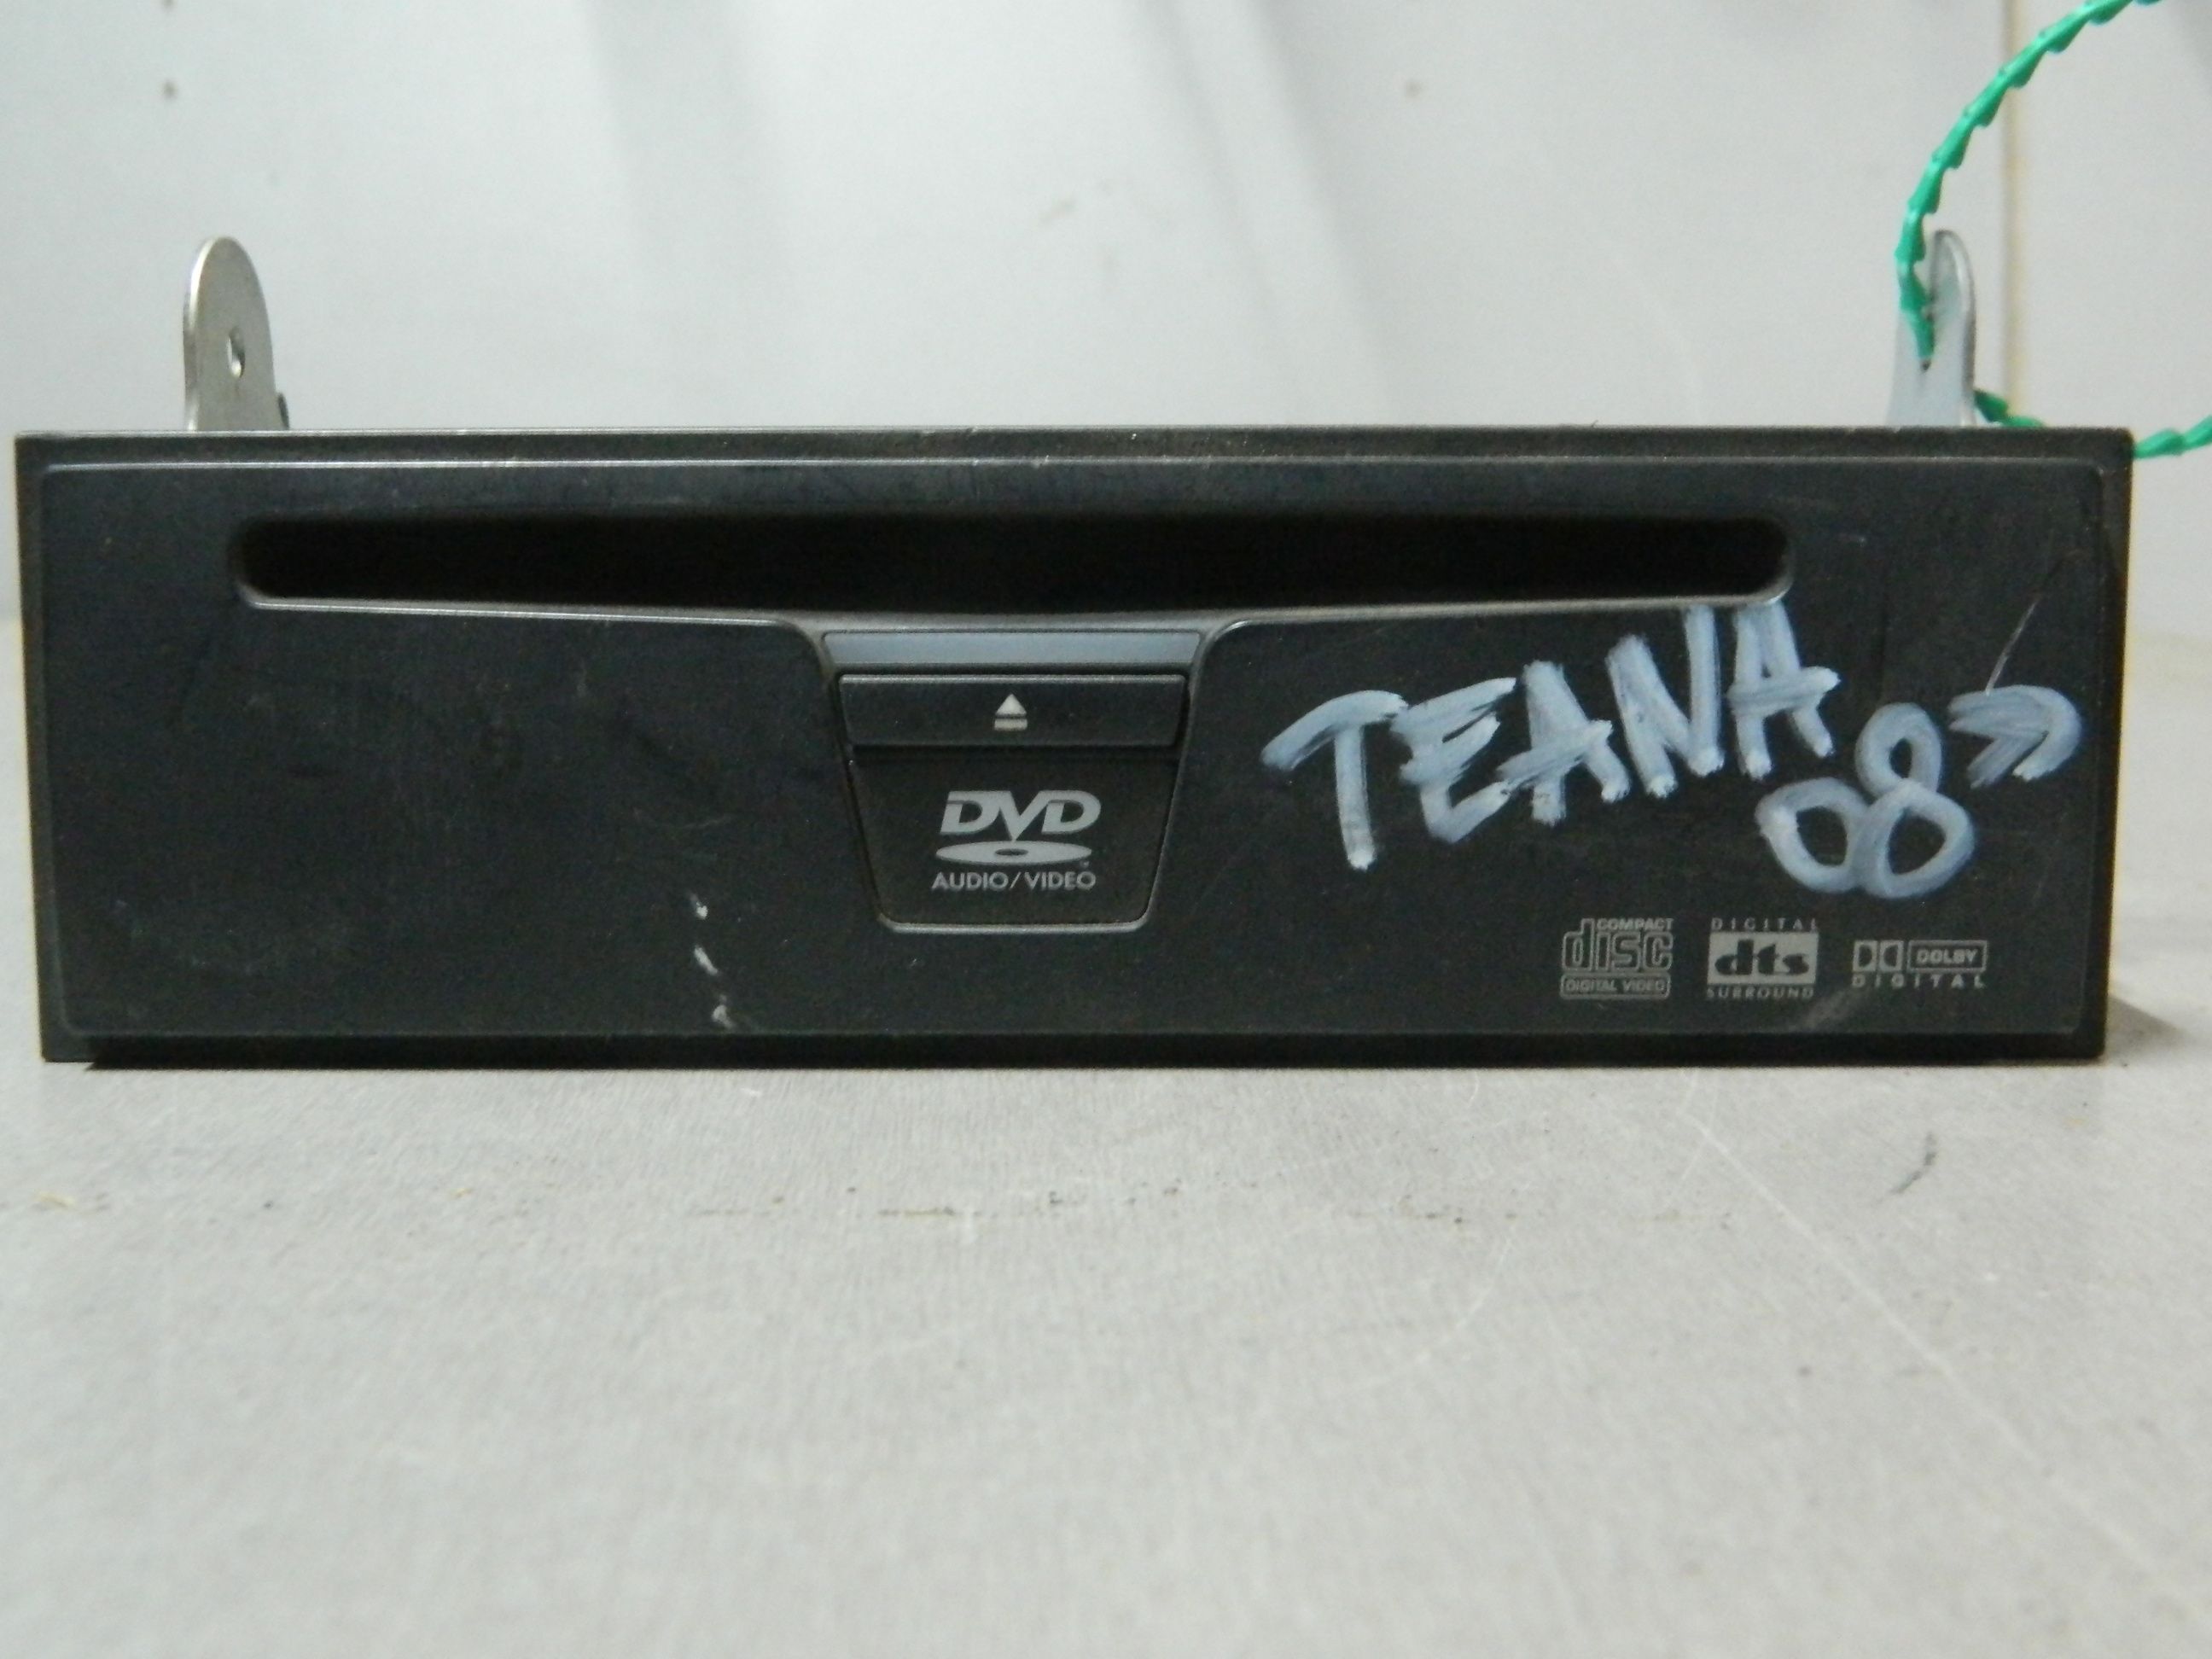 TEANA
08»
DVD
AUDIO/VIDEO
COMPACT
disc
DIGITAL VIDEO
DIGITAL
dts
SURROUND
DOLBY
DIGITAL